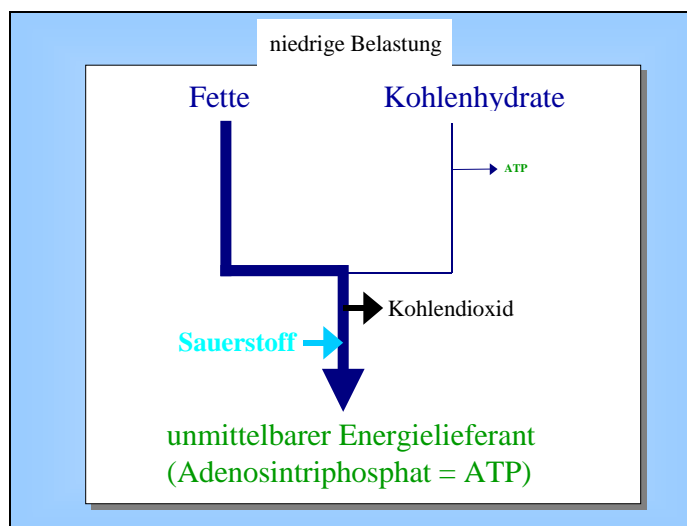 niedrige Belastung
Fette
Kohlenhydrate
ATP
Kohlendioxid
Sauerstoff
unmittelbarer Energielieferant
(Adenosintriphosphat = ATP)